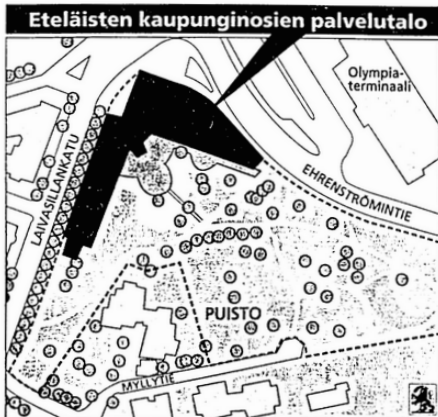 Eteläisten kaupunginosien palvelutalo
Olympia-
terminaali
LAIVASILLANKATU
EHRENSTRÖMINTIE
PUISTO
MYLLYTIE